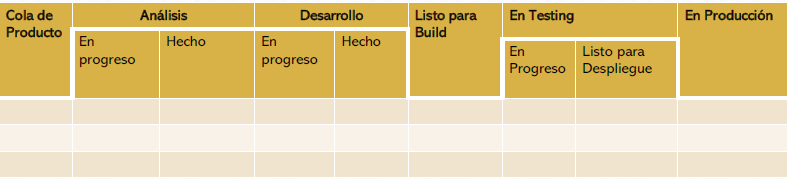 Cola de
Producto
Análisis
Desarrollo
Listo para
Build
En Testing
En Producción
En
progreso
Hecho
En
progreso
Hecho
En
Progreso
Listo para
Despliegue